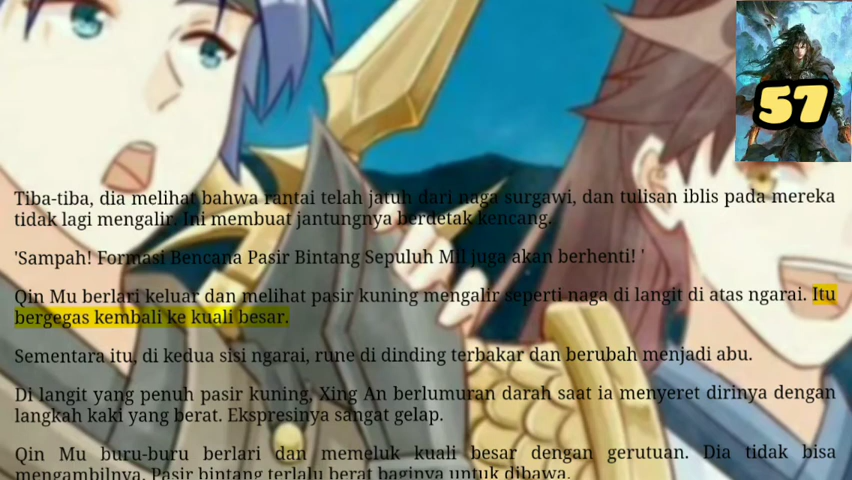 57
Tiba-tiba, dia melihat bahwa rantai telah jatuh dari naga surgawi, dan tulisan iblis pada mereka
tidak lagi mengalir. Ini membuat jantungnya berdetak kencang.
'Sampah! Formasi Bencana Pasir Bintang Sepuluh Mil juga akan berhenti! '
Qin Mu berlari keluar dan melihat pasir kuning mengalir seperti naga di langit di atas ngarai. Itu
bergegas kembali ke kuali besar.
Sementara itu, di kedua sisi ngarai, rune di dinding terbakar dan berubah menjadi abu.
Di langit yang penuh pasir kuning, Xing An berlumuran darah saat ia menyeret dirinya dengan
langkah kaki yang berat. Ekspresinya sangat gelap.
Qin Mu buru-buru berlari dan memeluk kuali besar dengan gerutuan. Dia tidak bisa
mengambilnya. Pasir bintang terlalu berat baginya untuk dibawa.